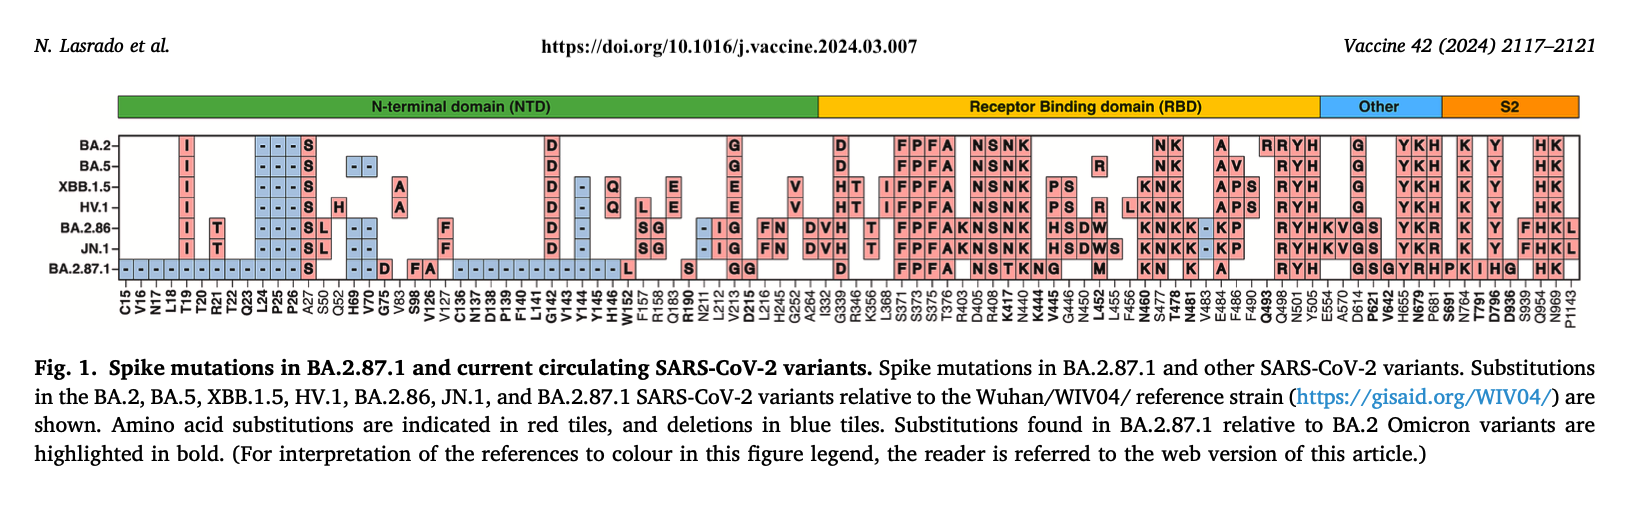 N. Lasrado et al.
https://doi.org/10.1016/j.vaccine.2024.03.007
Vaccine 42 (2024) 2117–2121
N-terminal domain (NTD) Receptor Binding domain (RBD) Other S2
BA.2 I - - - S D G D F P F A N S N K N K A R R Y H G Y K H K Y H K
BA.5 I - - - S - - D G D F P F A N S N K R N K A V R Y H G Y K H K Y H K
XBB.1.5 I - - - S A D - Q E E V H T I F P F A N S N K P S K N K A P S R Y H G Y K H K Y H K
HV.1 I - - - S H A D - Q L E E V H T I F P F A N S N K P S R L K N K A P S R Y H G Y K H K Y H K
BA.2.86 I T - - - S L - - F D - S G - I G F N D V H T F P F A K N S N K H S D W K N K K - K P R Y H K V G S Y K R K Y F H K L
JN.1 I T - - - S L - - F D - S G - I G F N D V H T F P F A K N S N K H S D W S K N K K - K P R Y H K V G S Y K R K Y F H K L
BA.2.87.1 - - - - - - - - - - - - S - - D F A - - - - - - - - - - - L S G G D F P F A N S T K N G M K N K A R Y H G S G Y R H P K I H G H K
C15 V16 N17 L18 T19 T20 R21 T22 Q23 L24 P25 P26 A27 S50 Q52 H69 V70 G75 V83 S98 V126 V127 C136 N137 D138 P139 F140 L141 G142 V143 Y144 Y145 H146 W152 F157 R158 Q183 R190 N211 L212 V213 D215 L216 H245 G252 A264 I332 G339 R346 K356 L368 S371 S373 S375 T376 R403 D405 R408 K417 N440 K444 V445 G446 N450 L452 L455 F456 N460 S477 T478 N481 V483 E484 F486 F490 Q493 Q498 N501 Y505 E554 A570 D614 P621 V642 H655 N679 P681 S691 N764 T791 D796 D936 S939 Q954 N969 P1143
Fig. 1. Spike mutations in BA.2.87.1 and current circulating SARS-CoV-2 variants. Spike mutations in BA.2.87.1 and other SARS-CoV-2 variants. Substitutions
in the BA.2, BA.5, XBB.1.5, HV.1, BA.2.86, JN.1, and BA.2.87.1 SARS-CoV-2 variants relative to the Wuhan/WIV04/ reference strain (https://gisaid.org/WIV04/) are
shown. Amino acid substitutions are indicated in red tiles, and deletions in blue tiles. Substitutions found in BA.2.87.1 relative to BA.2 Omicron variants are
highlighted in bold. (For interpretation of the references to colour in this figure legend, the reader is referred to the web version of this article.)